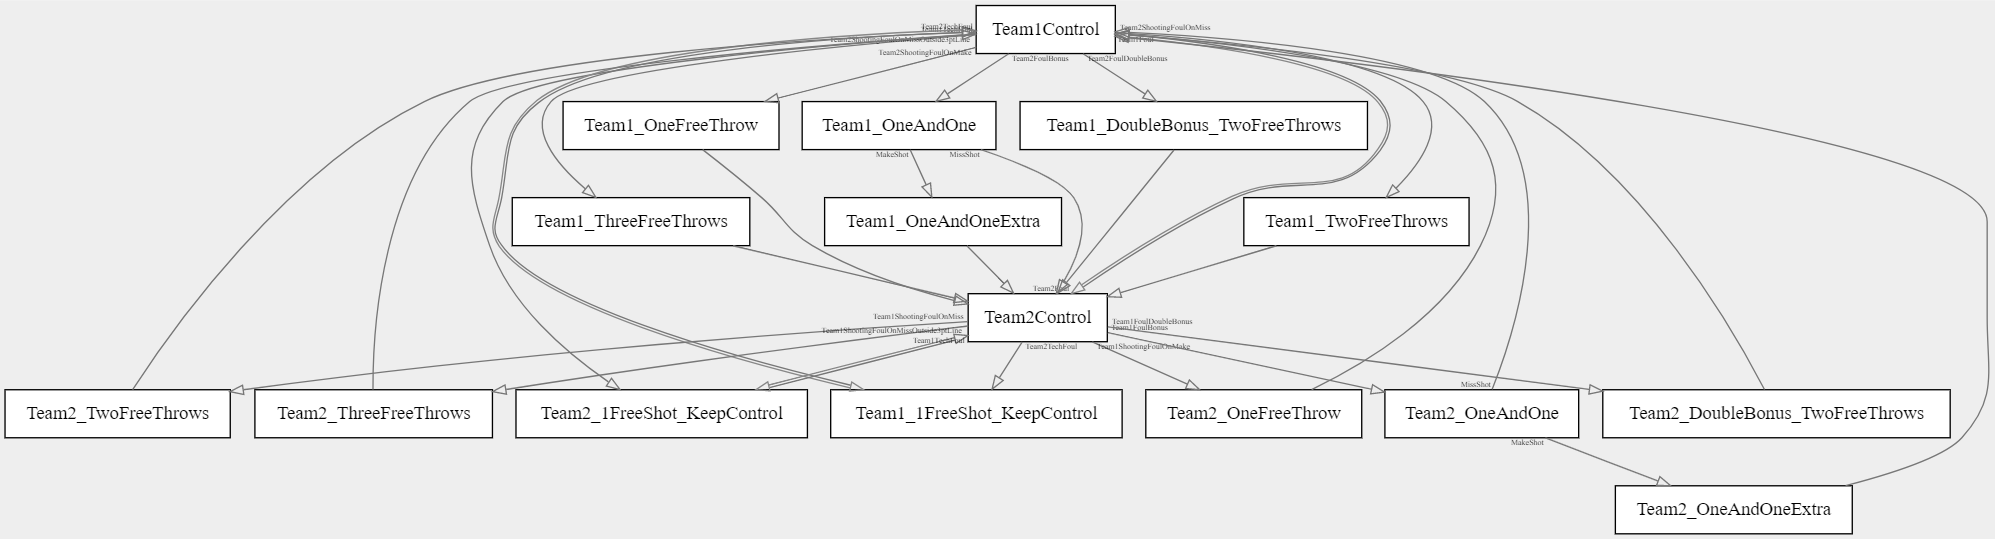 Team1Control
Team2TechFoul
Team2ShootingFoulOnMissOutside3ptLine
Team2ShootingFoulOnMake
Team2ShootingFoulOnMiss
Team1Foul
Team2FoulBonus
Team2FoulDoubleBonus
Team1_OneFreeThrow
Team1_OneAndOne
Team1_DoubleBonus_TwoFreeThrows
MakeShot
MissShot
Team1_ThreeFreeThrows
Team1_OneAndOneExtra
Team1_TwoFreeThrows
Team2Foul
Team2Control
Team1ShootingFoulOnMiss
Team1ShootingFoulOnMissOutside3ptLine
Team1TechFoul
Team2TechFoul
Team1ShootingFoulOnMake
Team1FoulDoubleBonus
Team1FoulBonus
MissShot
Team2_TwoFreeThrows
Team2_ThreeFreeThrows
Team2_1FreeShot_KeepControl
Team1_1FreeShot_KeepControl
Team2_OneFreeThrow
Team2_OneAndOne
Team2_DoubleBonus_TwoFreeThrows
MakeShot
Team2_OneAndOneExtra